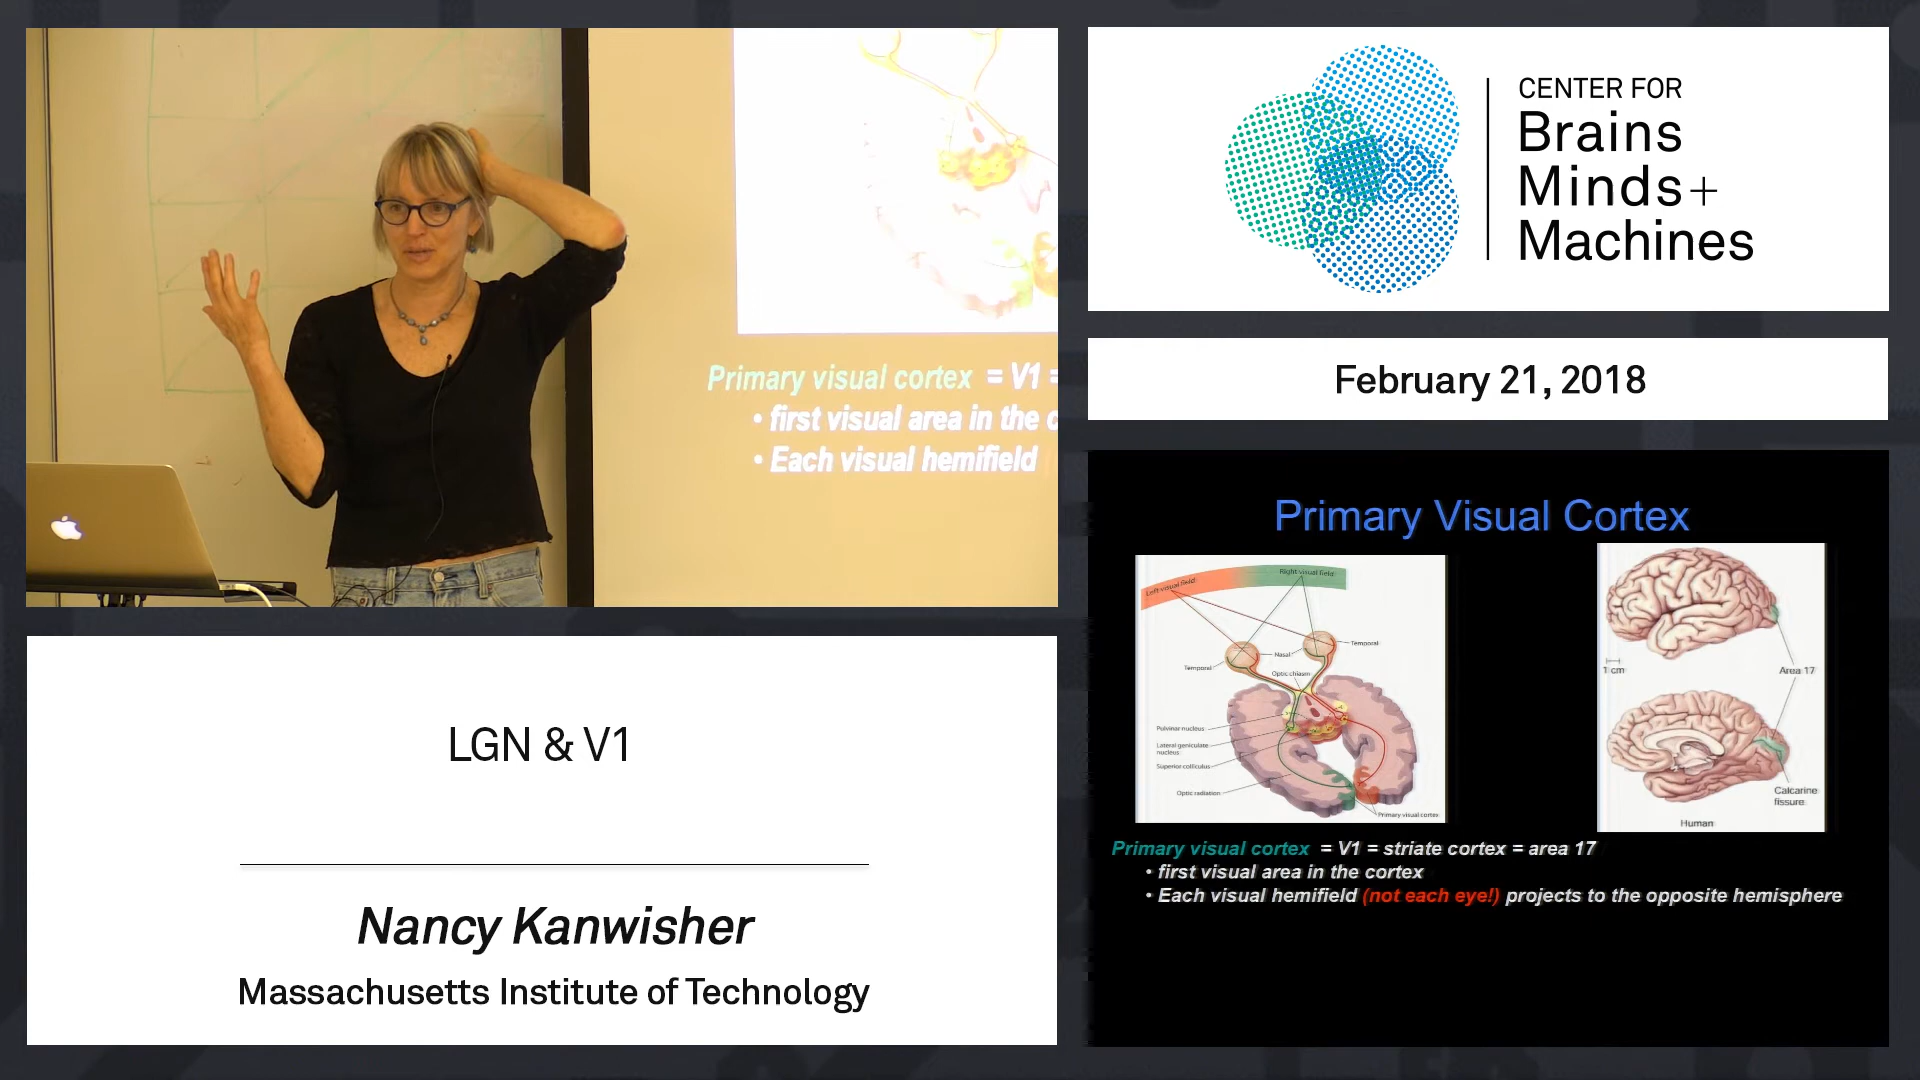 Primary visual cortex = V1 =
• first visual area in the c
• Each visual hemifield
CENTER FOR
Brains
Minds+
Machines
February 21, 2018
LGN & V1
Nancy Kanwisher
Massachusetts Institute of Technology
Primary Visual Cortex
Left visual field
Right visual field
Temporal
Nasal
Temporal
Optic chiasm
Pulvinar nucleus
Lateral geniculate
nucleus
Superior colliculus
Optic radiation
Primary visual cortex
1 cm
Area 17
Calcarine
fissure
Human
Primary visual cortex = V1 = striate cortex = area 17
• first visual area in the cortex
• Each visual hemifield (not each eye!) projects to the opposite hemisphere